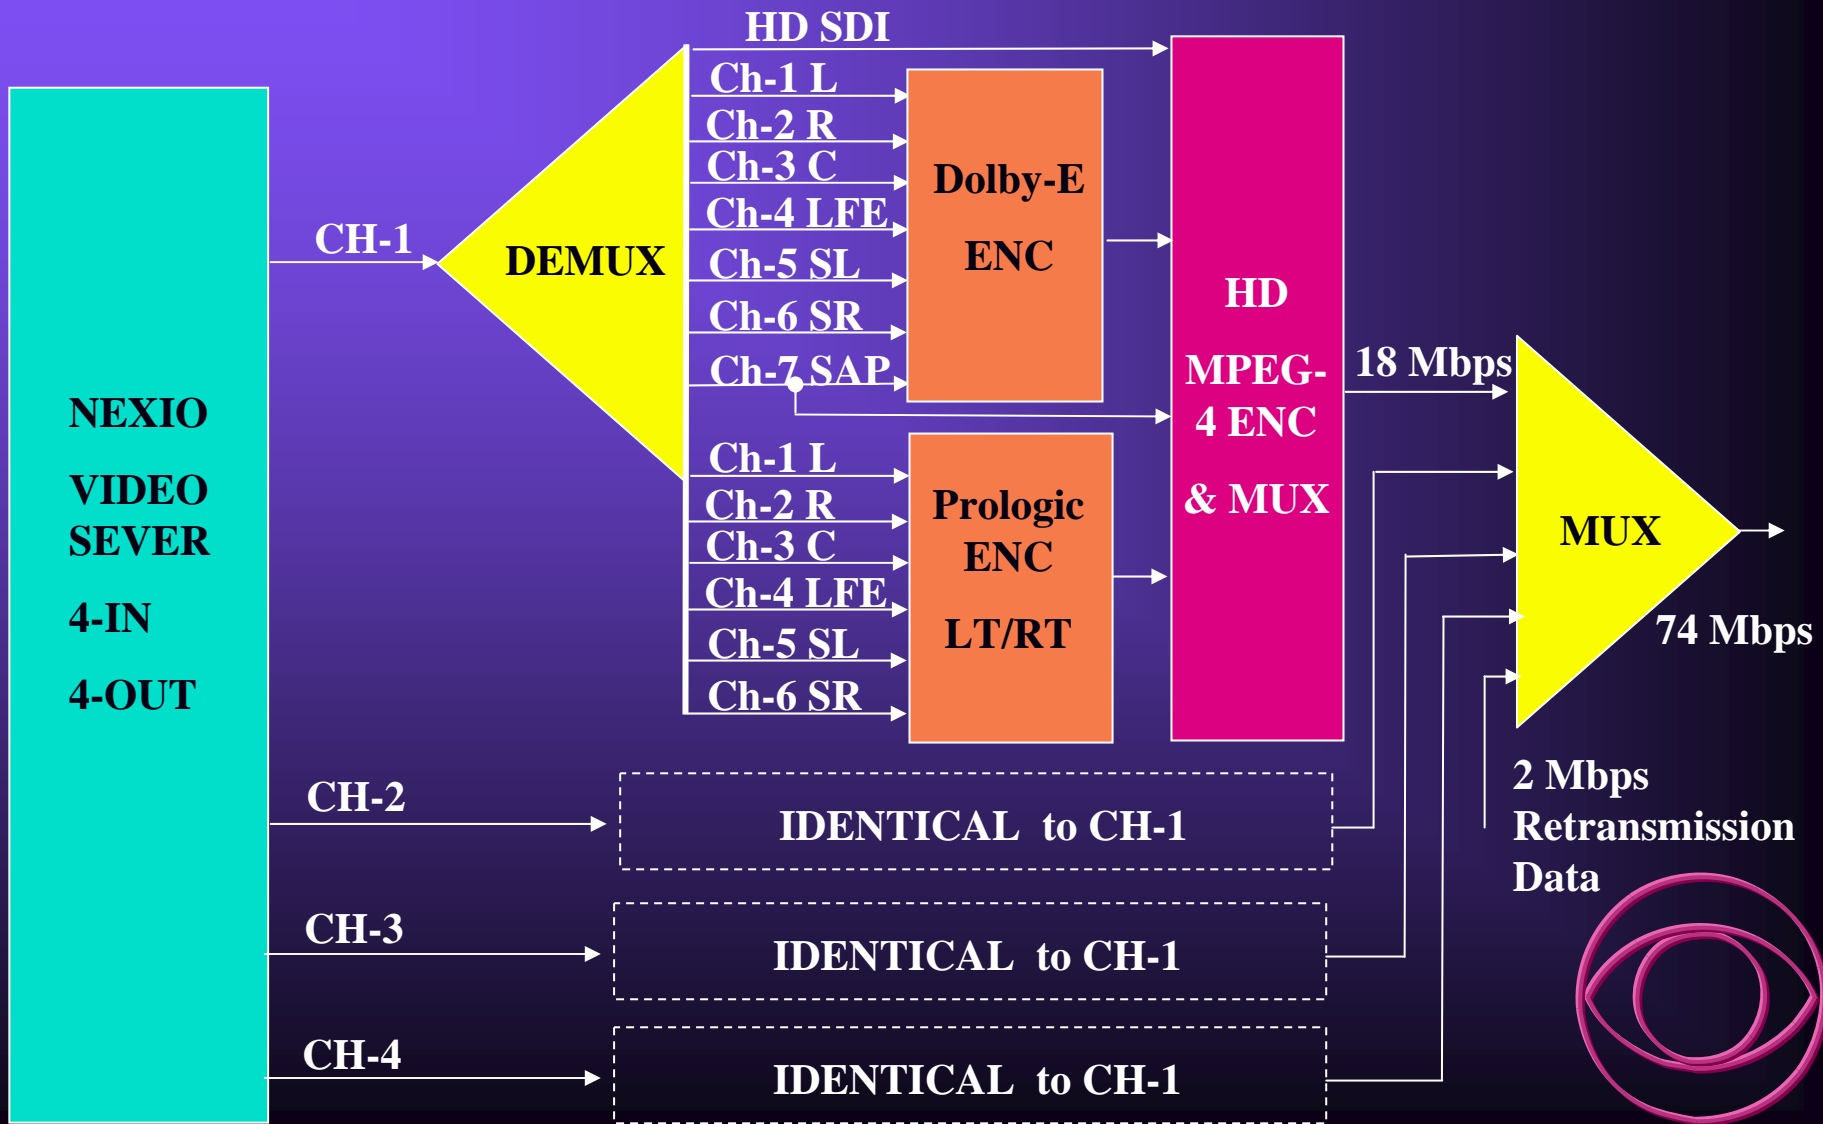 HD SDI
Ch-1 L
Ch-2 R
Ch-3 C
Ch-4 LFE
Ch-5 SL
Ch-6 SR
Ch-7 SAP
Ch-1 L
Ch-2 R
Ch-3 C
Ch-4 LFE
Ch-5 SL
Ch-6 SR
NEXIO
VIDEO
SEVER
4-IN
4-OUT
CH-1
DEMUX
Dolby-E
ENC
Prologic
ENC
LT/RT
HD
MPEG-
4 ENC
& MUX
18 Mbps
MUX
74 Mbps
2 Mbps
Retransmission
Data
CH-2
IDENTICAL to CH-1
CH-3
IDENTICAL to CH-1
CH-4
IDENTICAL to CH-1